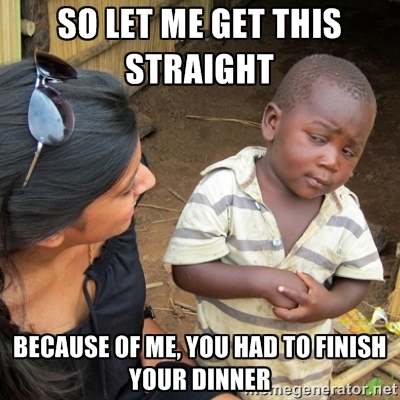 SO LET ME GET THIS
STRAIGHT
BECAUSE OF ME, YOU HAD TO FINISH
YOUR DINNER
memegenerator.net